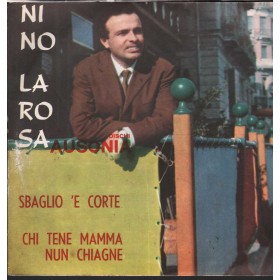 NI
NO
LA
RO
SA
DISCHI
AUSONIA
SBAGLIO 'E CORTE
CHI TENE MAMMA
NUN CHIAGNE